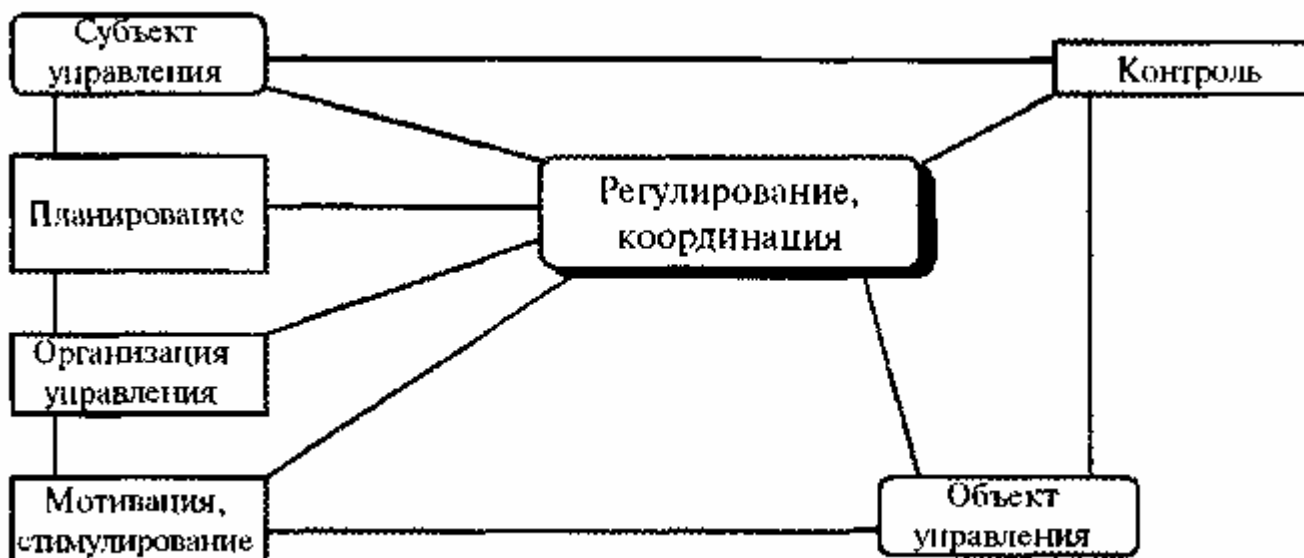 Субъект
управления
Контроль
Планирование
Регулирование,
координация
Организация
управления
Мотивация,
стимулирование
Объект
управления